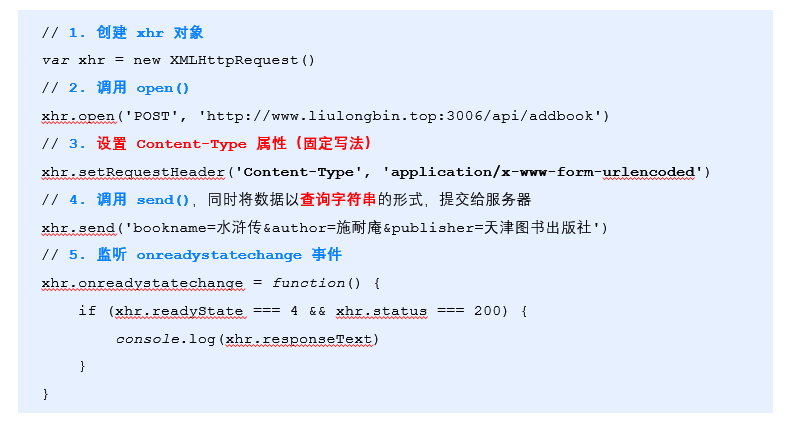 // 1. 创建 xhr 对象
var xhr = new XMLHttpRequest()
// 2. 调用 open()
xhr.open('POST', 'http://www.liulongbin.top:3006/api/addbook')
// 3. 设置 Content-Type 属性（固定写法）
xhr.setRequestHeader('Content-Type', 'application/x-www-form-urlencoded')
// 4. 调用 send()，同时将数据以查询字符串的形式，提交给服务器
xhr.send('bookname=水浒传&author=施耐庵&publisher=天津图书出版社')
// 5. 监听 onreadystatechange 事件
xhr.onreadystatechange = function() {
    if (xhr.readyState === 4 && xhr.status === 200) {
        console.log(xhr.responseText)
    }
}